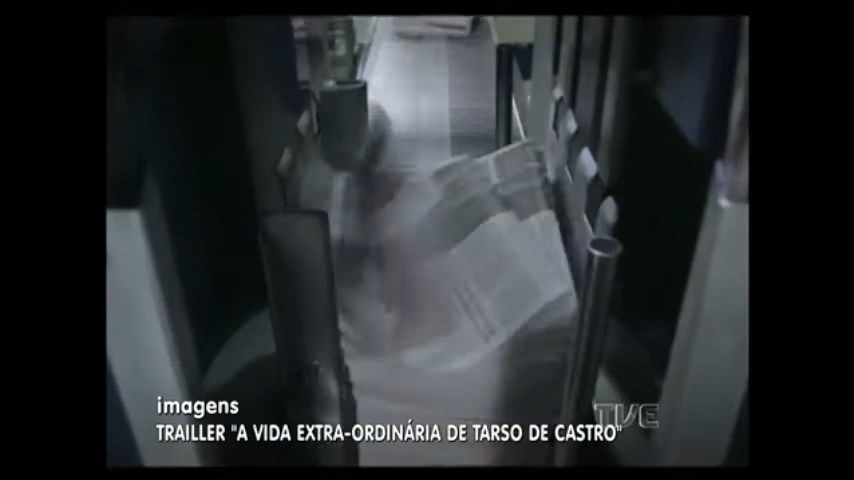 imagens
TRAILLER "A VIDA EXTRA-ORDINÁRIA DE TARSO DE CASTRO"
TVE